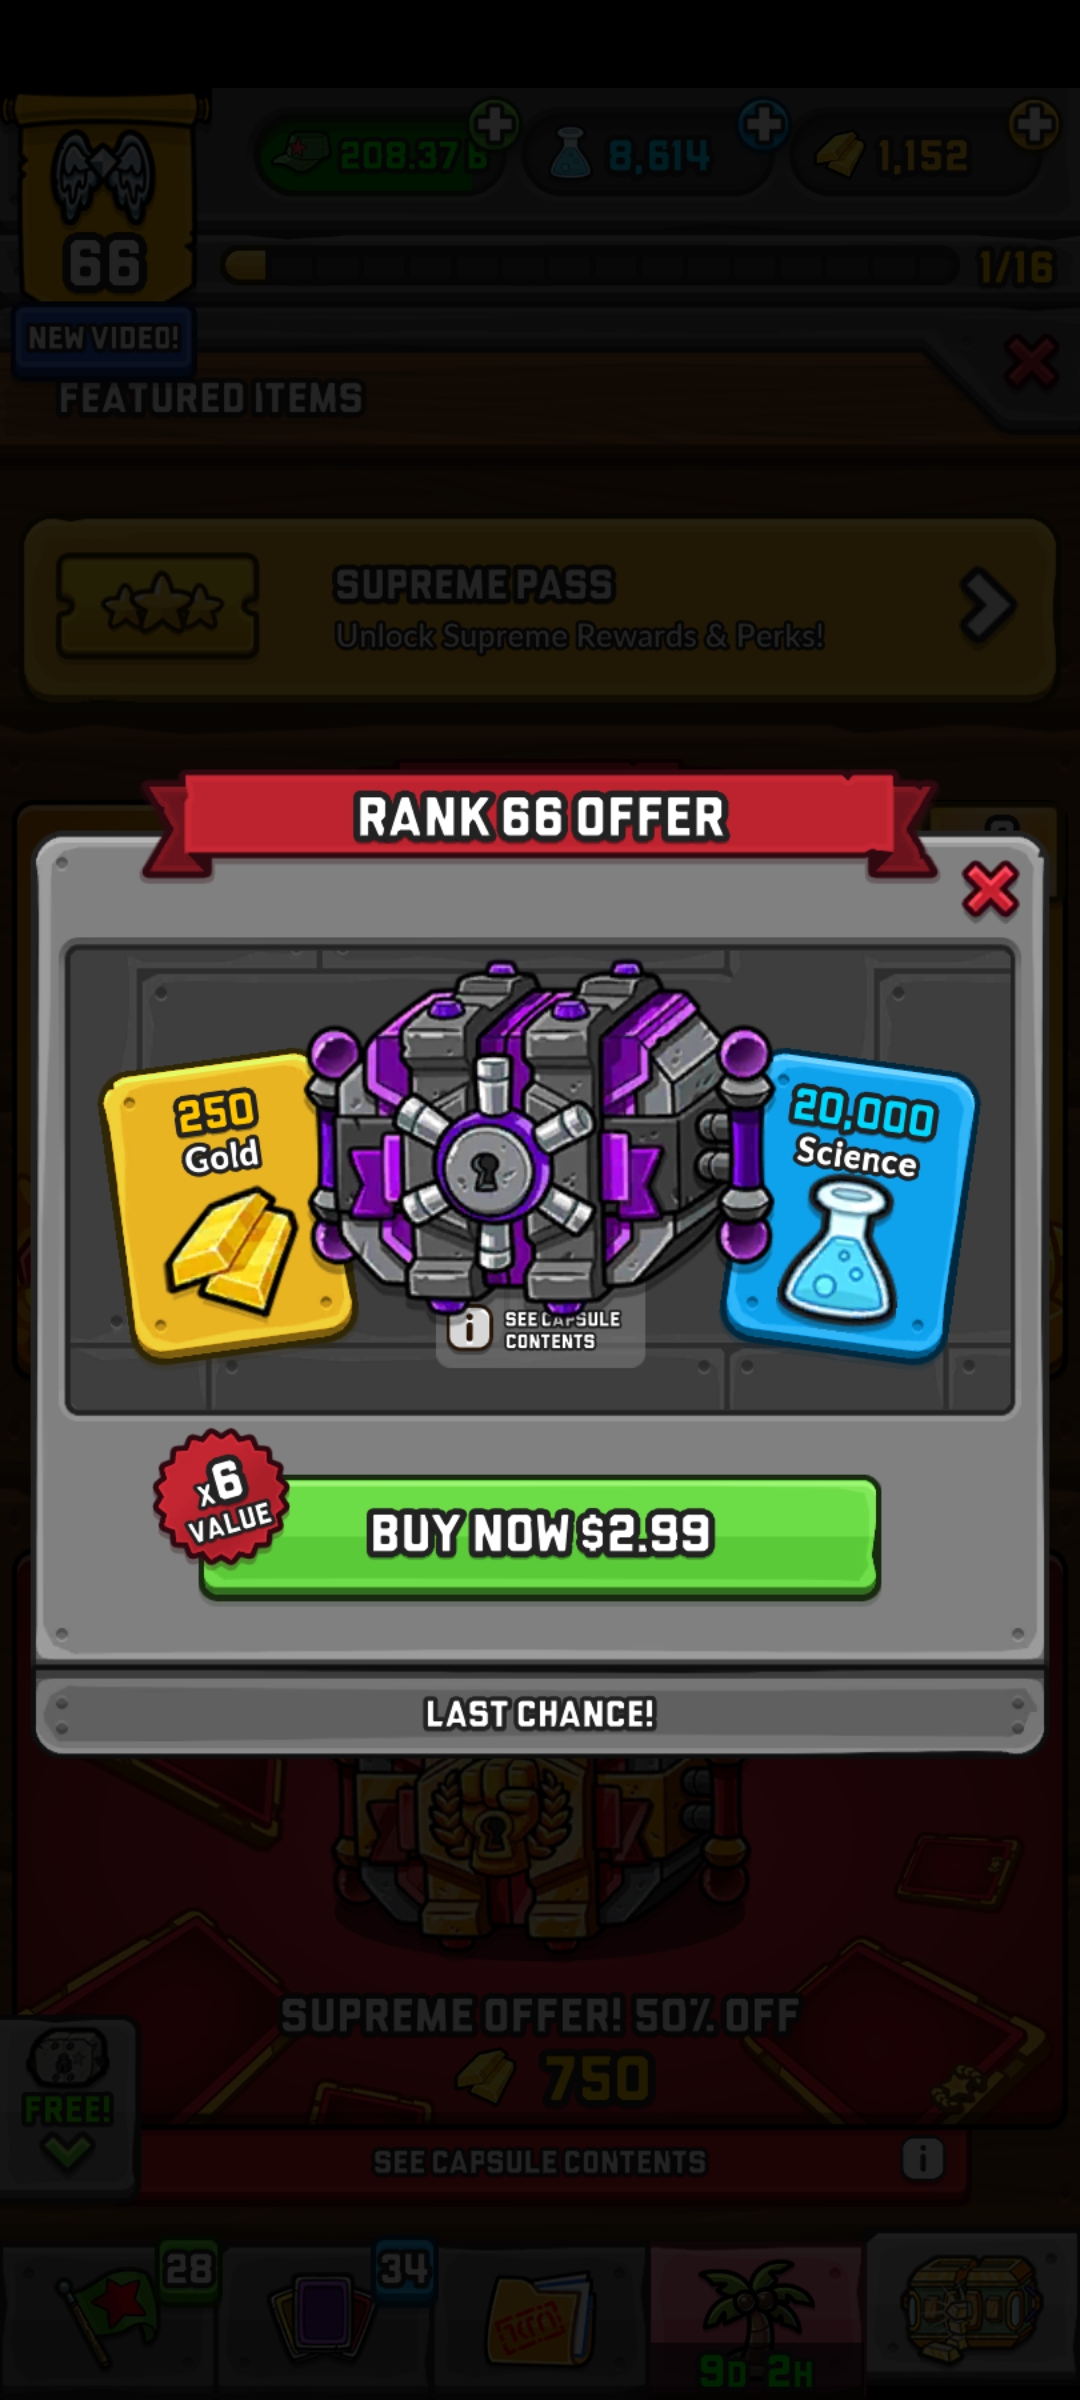 208.37 b
8,614
1,152
66
1/16
NEW VIDEO!
FEATURED ITEMS
SUPREME PASS
Unlock Supreme Rewards & Perks!
RANK 66 OFFER
250
Gold
20,000
Science
SEE CAPSULE
CONTENTS
x6
VALUE
BUY NOW $2.99
LAST CHANCE!
SUPREME OFFER! 50% OFF
750
FREE!
SEE CAPSULE CONTENTS
28
34
9D 2H